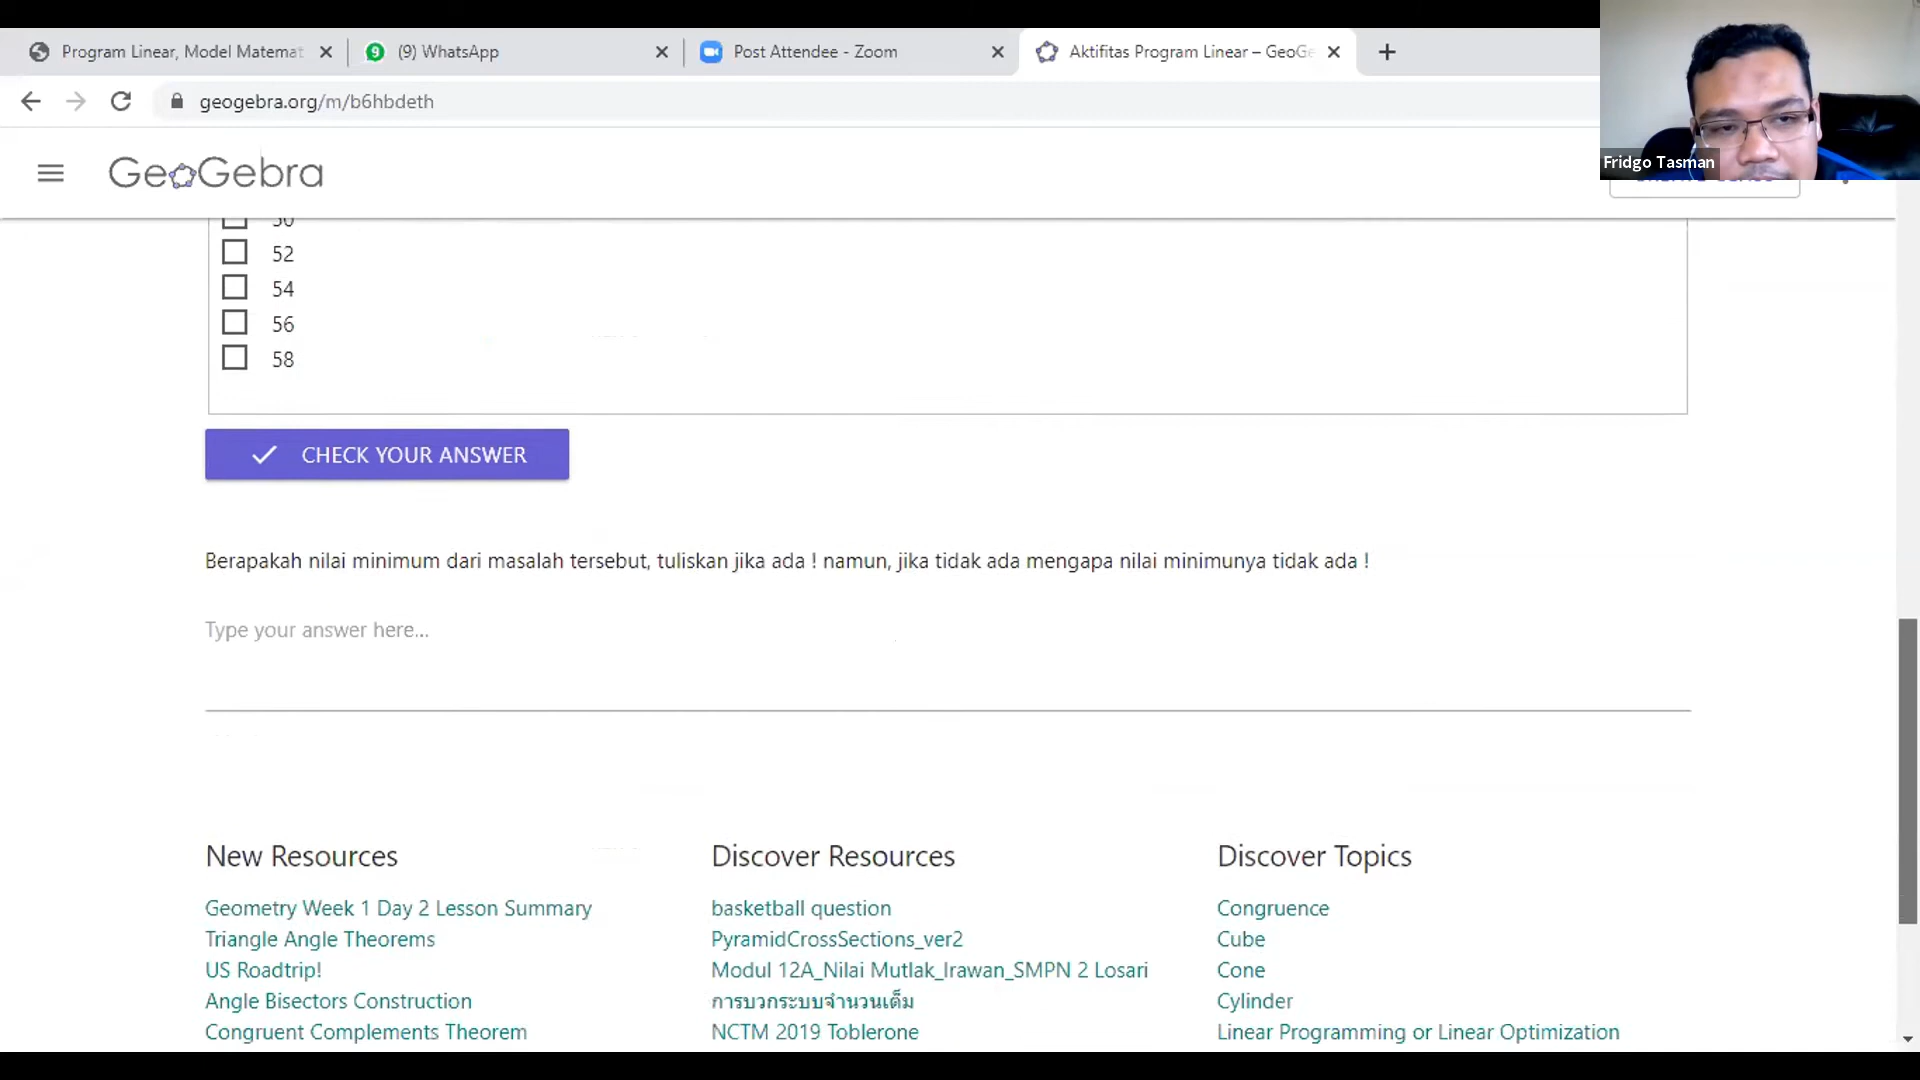 Program Linear, Model Matemat
(9) WhatsApp
Post Attendee - Zoom
Aktifitas Program Linear – GeoGe
geogebra.org/m/b6hbdeth
Fridgo Tasman
GeoGebra
50
52
54
56
58
CHECK YOUR ANSWER
Berapakah nilai minimum dari masalah tersebut, tuliskan jika ada ! namun, jika tidak ada mengapa nilai minimunya tidak ada !
Type your answer here...
New Resources
Geometry Week 1 Day 2 Lesson Summary
Triangle Angle Theorems
US Roadtrip!
Angle Bisectors Construction
Congruent Complements Theorem
Discover Resources
basketball question
PyramidCrossSections_ver2
Modul 12A_Nilai Mutlak_Irawan_SMPN 2 Losari
การบวกระบบจำนวนเต็ม
NCTM 2019 Toblerone
Discover Topics
Congruence
Cube
Cone
Cylinder
Linear Programming or Linear Optimization